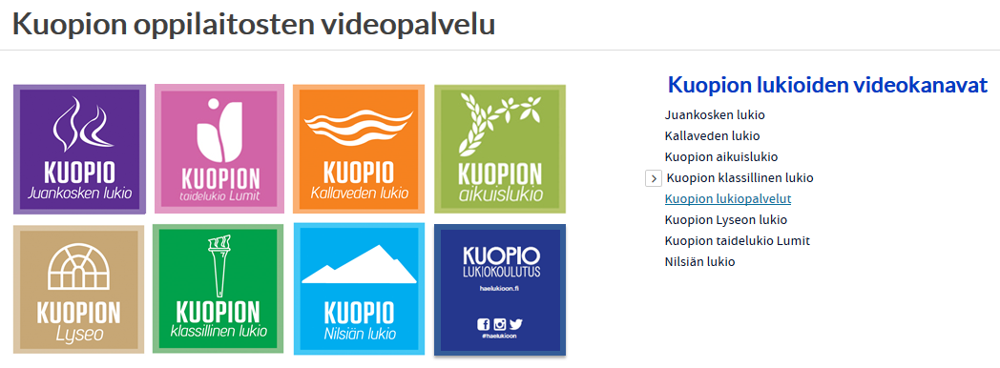 Kuopion oppilaitosten videopalvelu
KUOPIO
Juankosken lukio
KUOPION
taidelukio Lumit
KUOPIO
Kallaveden lukio
KUOPION
aikuislukio
KUOPION
Lyseo
KUOPION
klassillinen lukio
KUOPIO
Nilsiän lukio
KUOPIO
LUKIOKOULUTUS
haelukioon.fi
#haelukioon
Kuopion lukioiden videokanavat
Juankosken lukio
Kallaveden lukio
Kuopion aikuislukio
Kuopion klassillinen lukio
Kuopion lukiopalvelut
Kuopion Lyseon lukio
Kuopion taidelukio Lumit
Nilsiän lukio